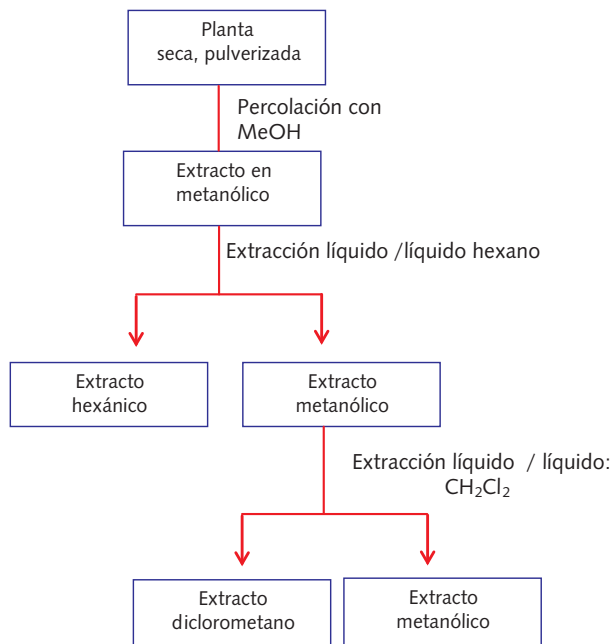 Planta
seca, pulverizada
Percolación con
MeOH
Extracto en
metanólico
Extracción líquido /líquido hexano
Extracto
hexánico
Extracto
metanólico
Extracción líquido / líquido:
CH₂Cl₂
Extracto
diclorometano
Extracto
metanólico